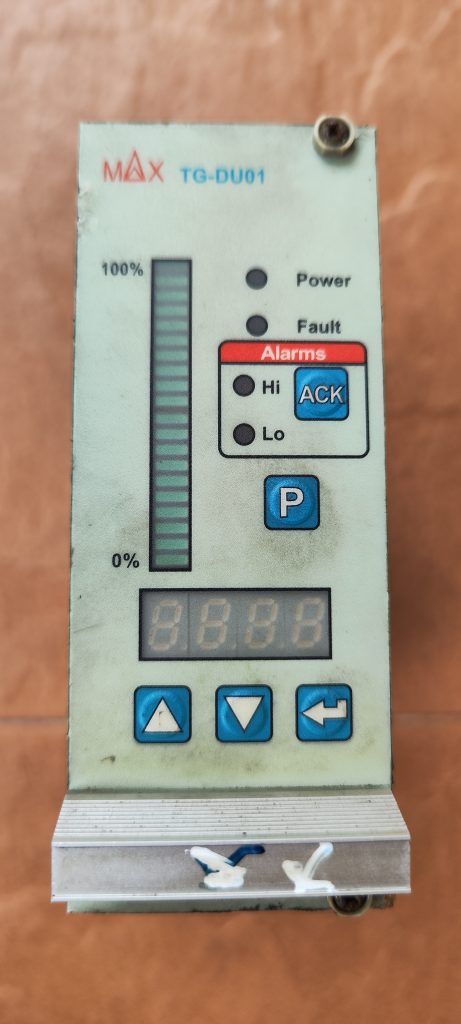 MAX TG-DU01
100%
Power
Fault
Alarms
Hi ACK
Lo
P
0%